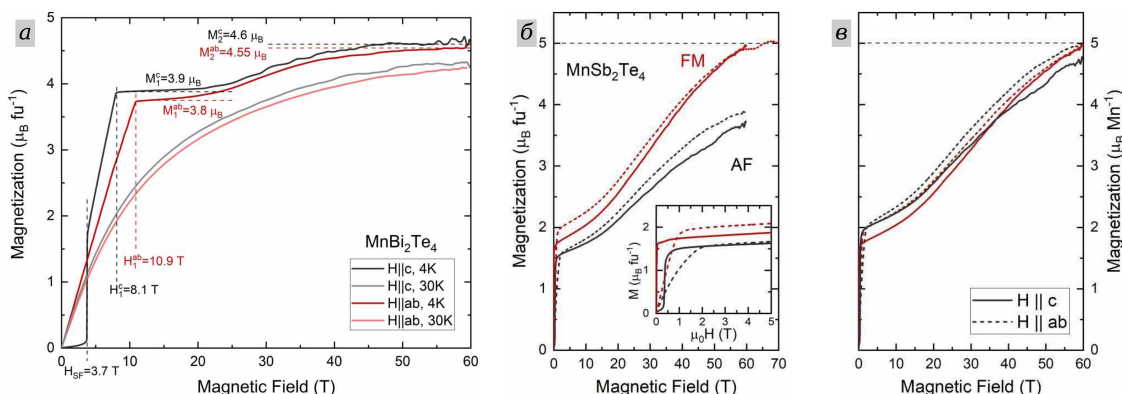 а
Magnetization (μB fu⁻¹)
5
4
3
2
1
0
M₂ᶜ=4.6 μB
M₂ᵃᵇ=4.55 μB
M₁ᶜ=3.9 μB
M₁ᵃᵇ=3.8 μB
MnBi₂Te₄
H₁ᵃᵇ=10.9 T
H₁ᶜ=8.1 T
H||c, 4K
H||c, 30K
H||ab, 4K
H||ab, 30K
0 10 20 30 40 50 60
H_SF=3.7 T
Magnetic Field (T)
б
Magnetization (μB fu⁻¹)
5
4
3
2
1
0
MnSb₂Te₄
FM
AF
M (μB fu⁻¹)
2
1
0
0 1 2 3 4 5
μ₀H (T)
0 10 20 30 40 50 60 70
Magnetic Field (T)
в
5
4
3
2
1
0
Magnetization (μB Mn⁻¹)
H || c
H || ab
0 10 20 30 40 50 60
Magnetic Field (T)